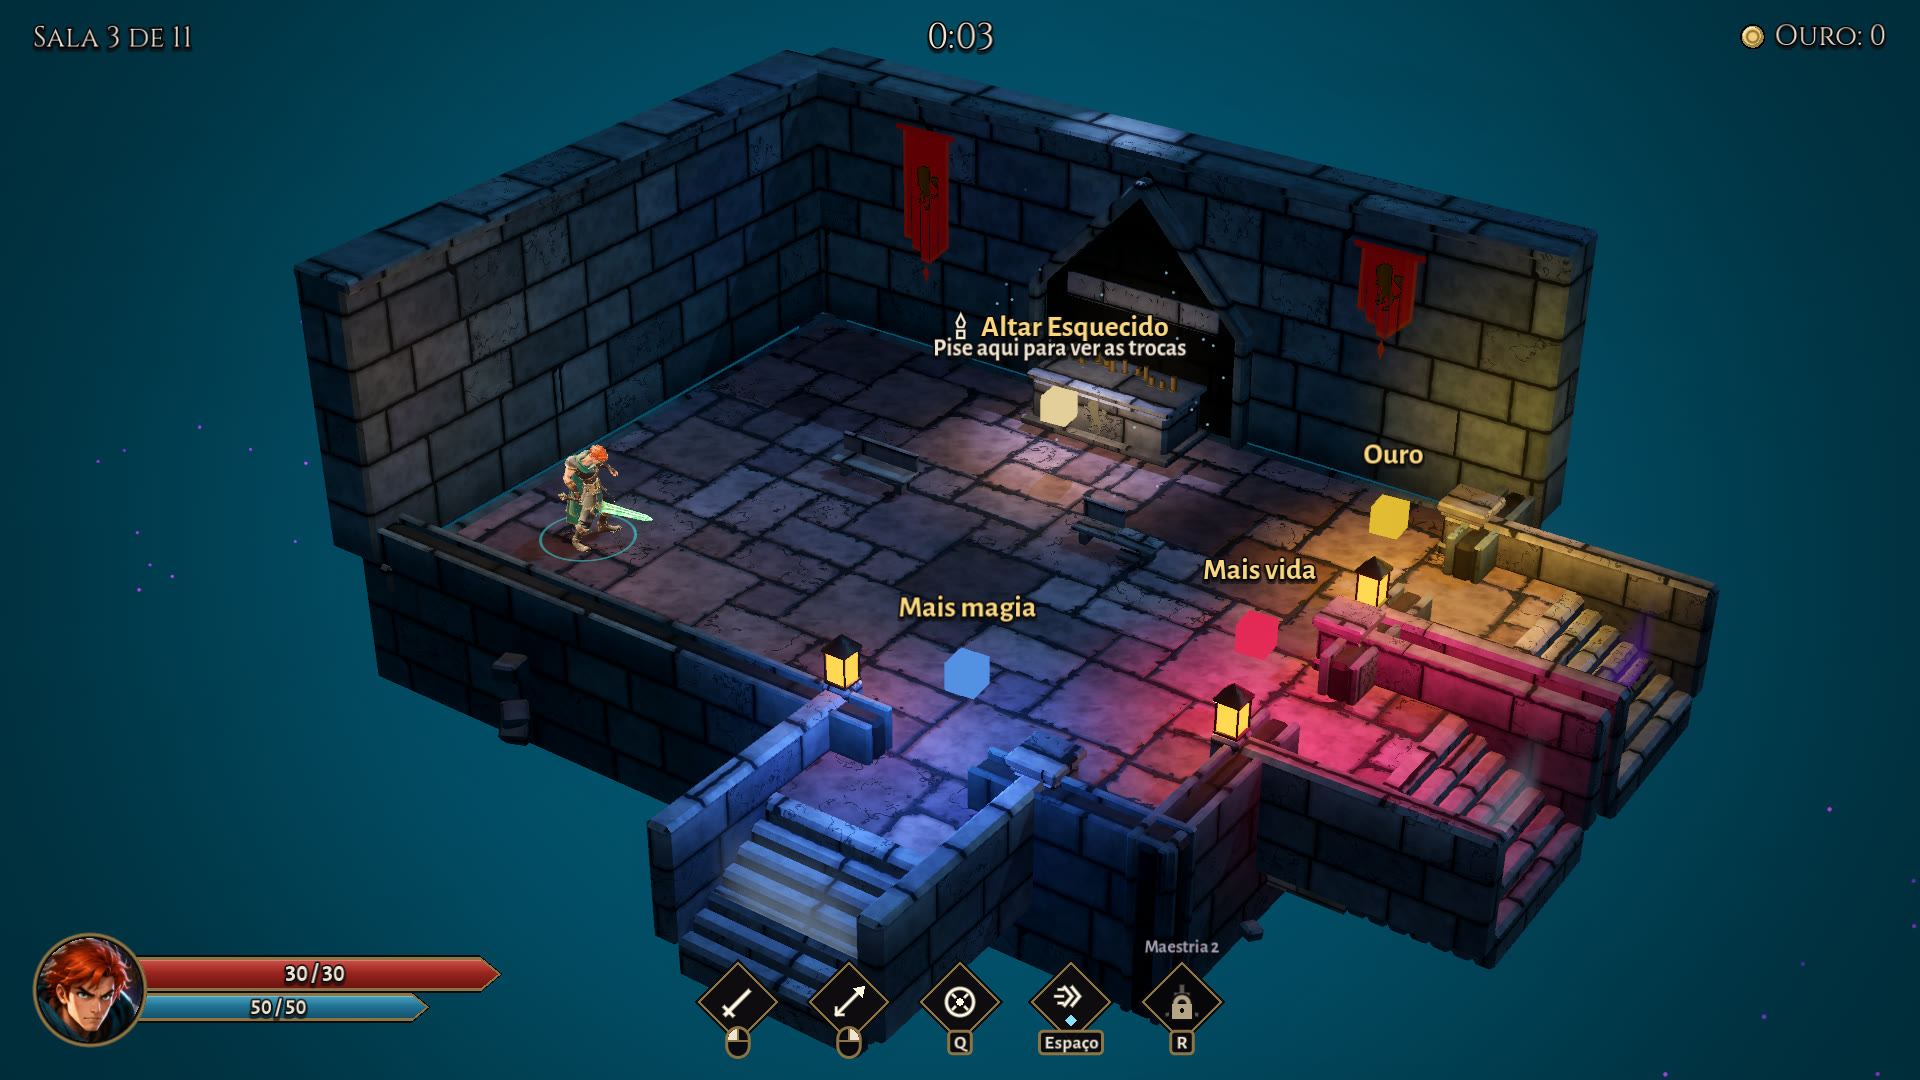 Sala 3 de 11
0:03
Ouro: 0
Altar Esquecido
Pise aqui para ver as trocas
Ouro
Mais vida
Mais magia
Maestria 2
30/30
50/50
Q
Espaço
R